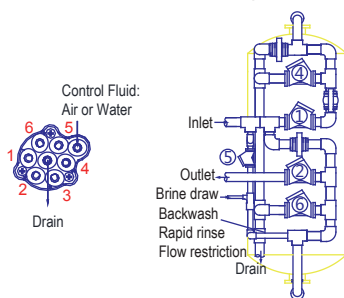 Control Fluid:
Air or Water
6
5
1
4
2
3
Drain
④
①
Inlet
⑤
Outlet
②
Brine draw
⑥
Backwash
Rapid rinse
Flow restriction
Drain